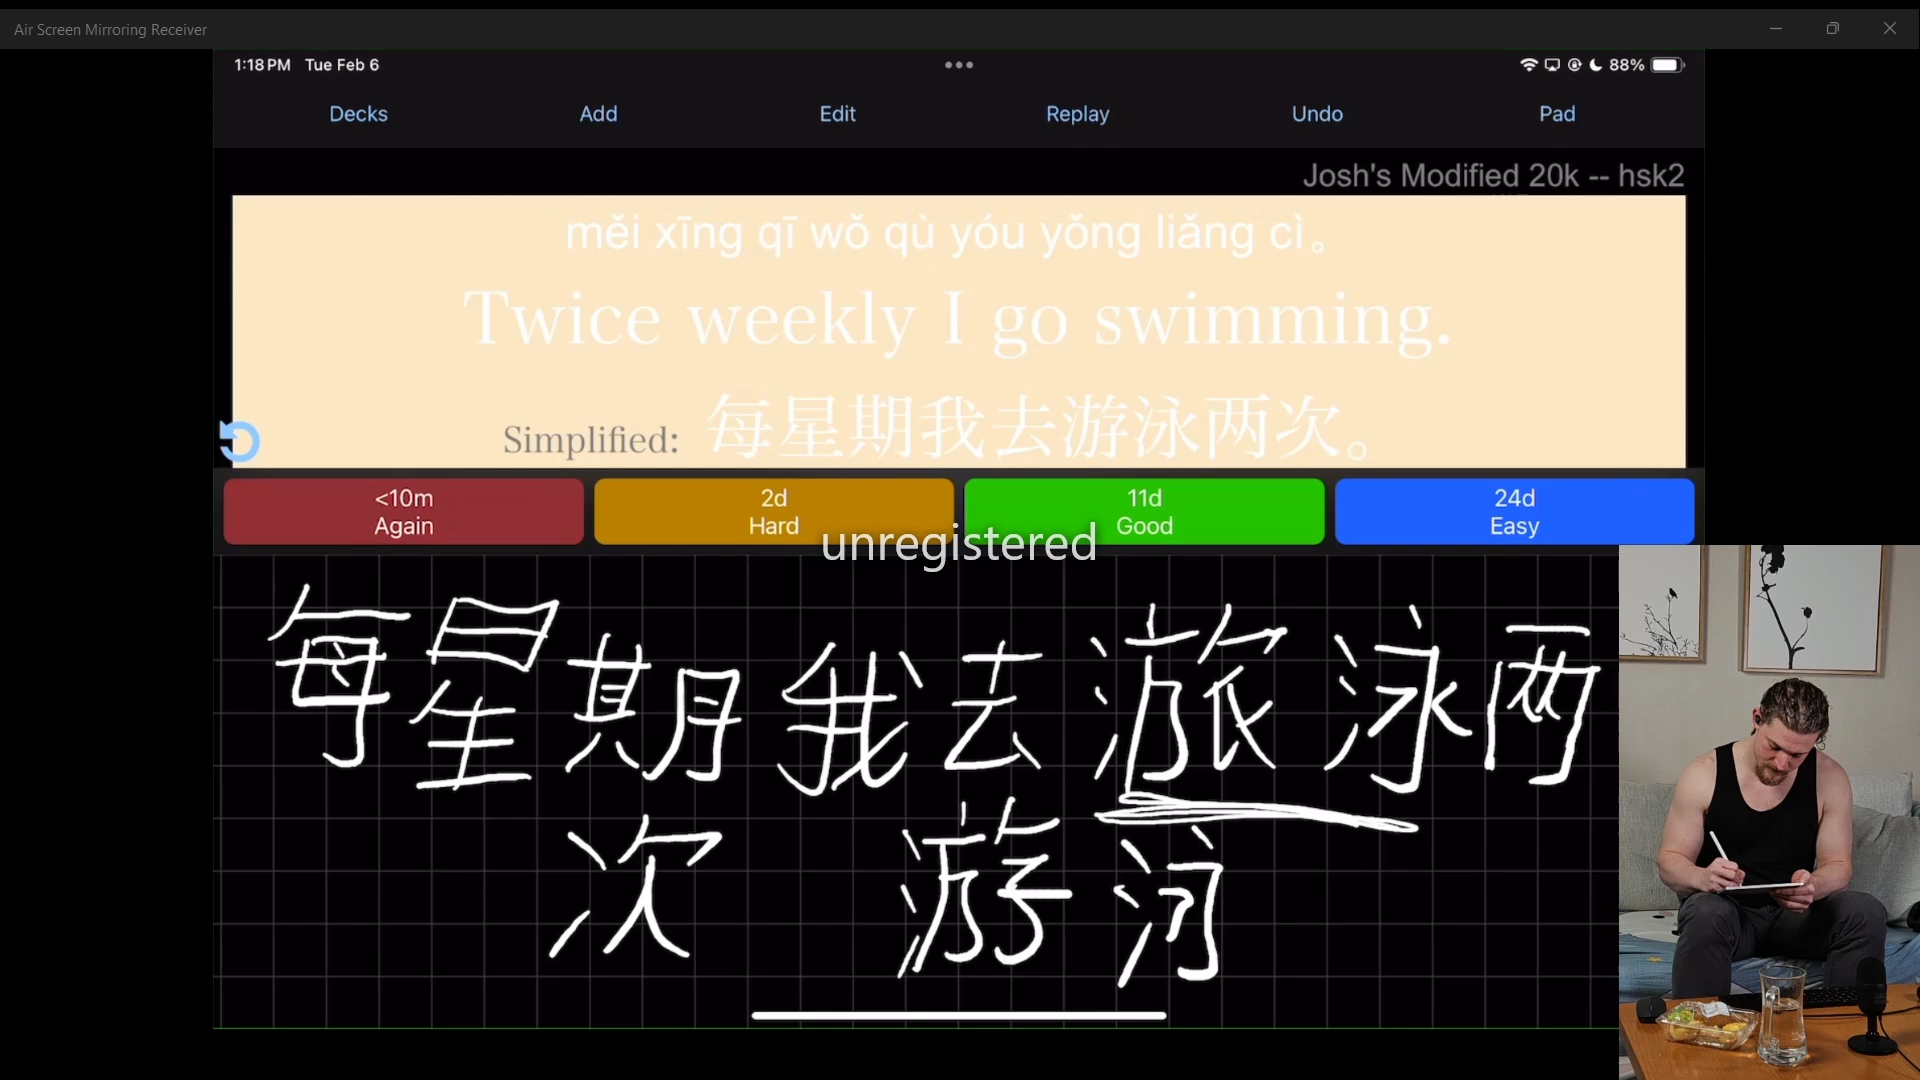 Air Screen Mirroring Receiver
1:18 PM Tue Feb 6 88%
Decks Add Edit Replay Undo Pad
Josh's Modified 20k -- hsk2
měi xīng qī wǒ qù yóu yǒng liǎng cì。
Twice weekly I go swimming.
Simplified: 每星期我去游泳两次。
<10m 2d 11d 24d
Again Hard Good Easy
unregistered
每星期我去泳两
次 游